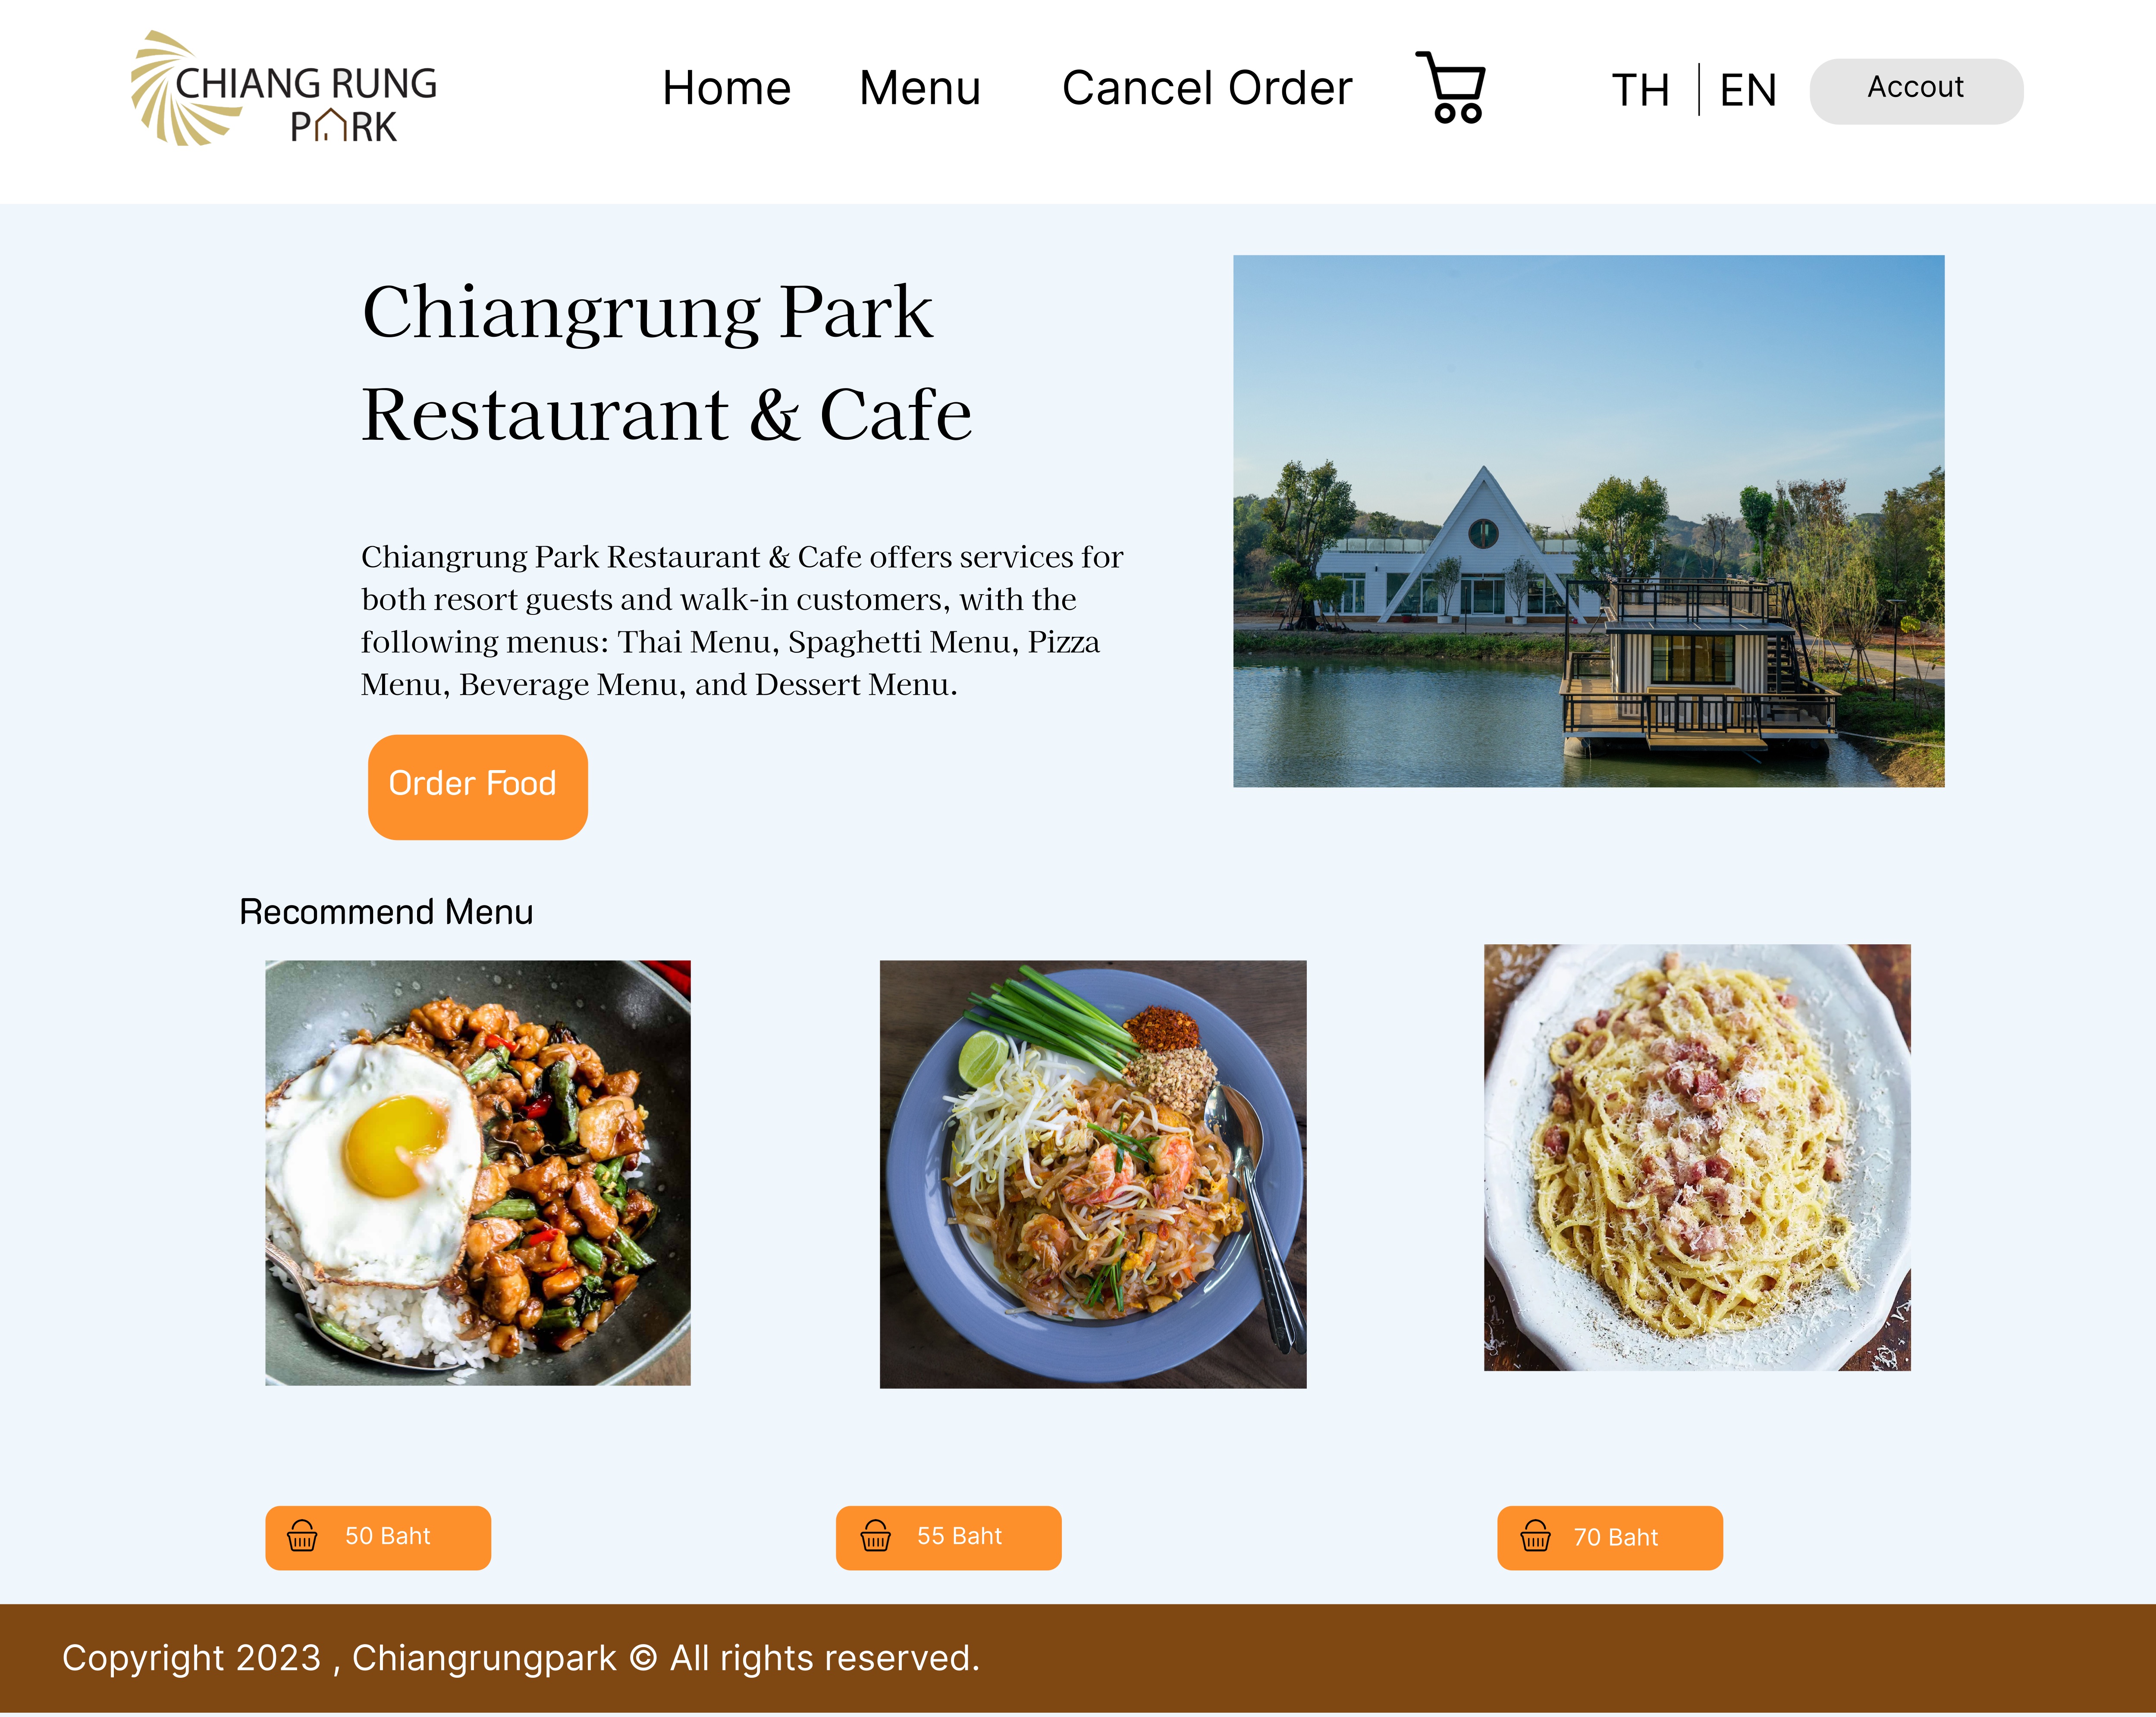 CHIANG RUNG
PARK
Home Menu Cancel Order TH EN Accout
Chiangrung Park
Restaurant & Cafe
Chiangrung Park Restaurant & Cafe offers services for
both resort guests and walk-in customers, with the
following menus: Thai Menu, Spaghetti Menu, Pizza
Menu, Beverage Menu, and Dessert Menu.
Order Food
Recommend Menu
50 Baht 55 Baht 70 Baht
Copyright 2023 , Chiangrungpark © All rights reserved.